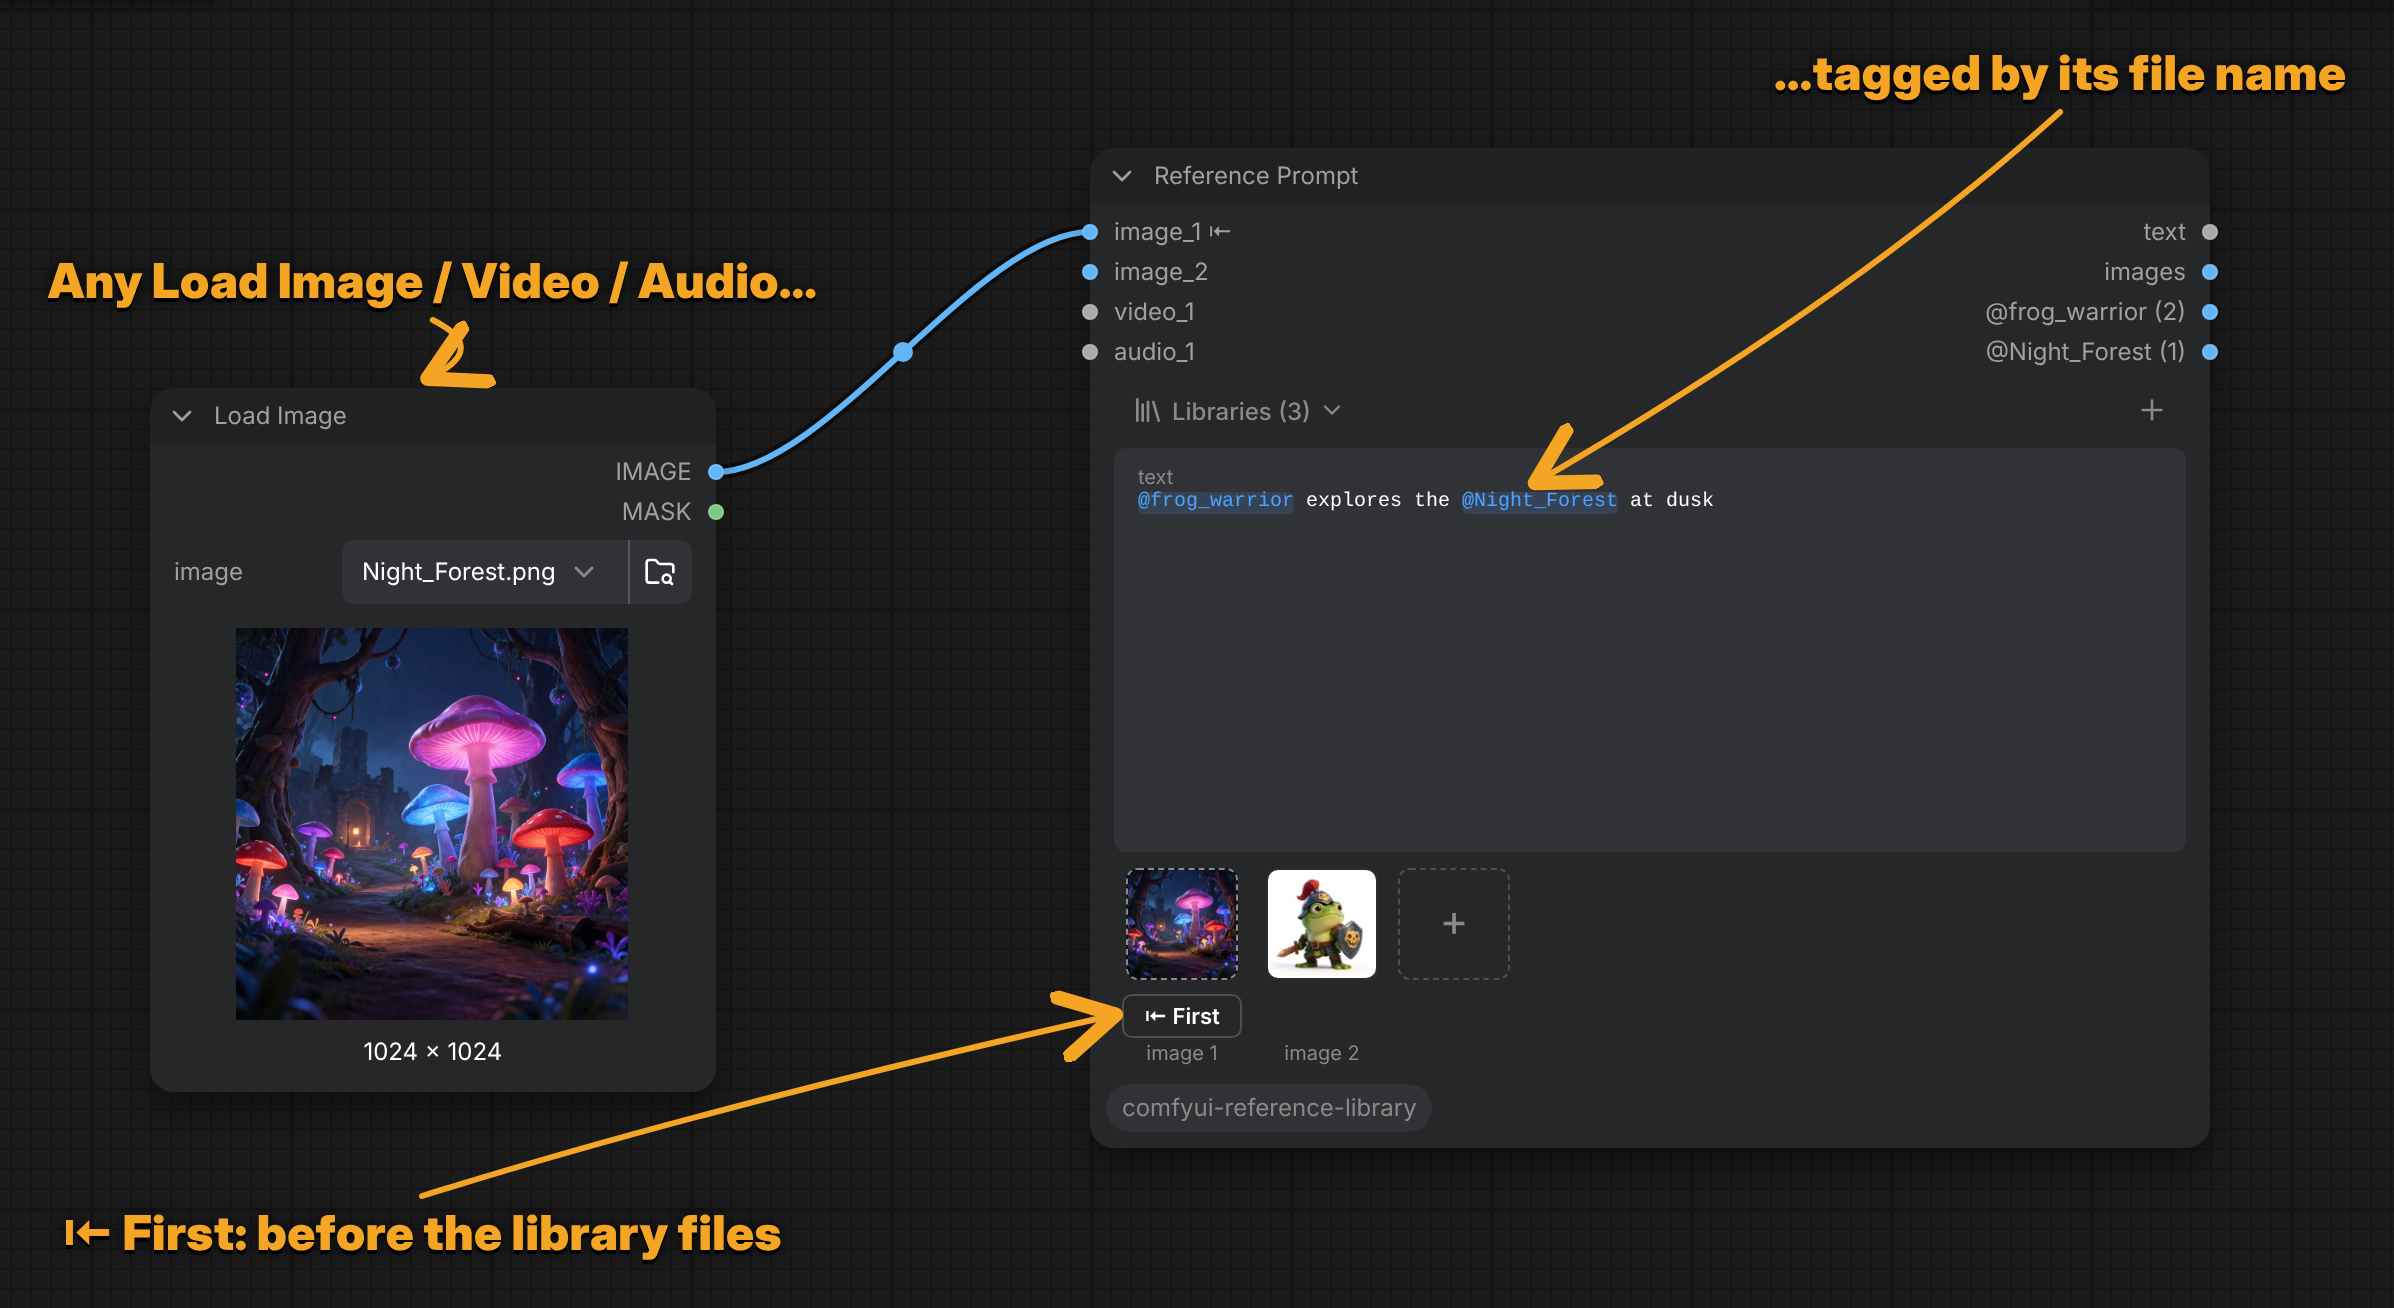 ...tagged by its file name
Reference Prompt
image_1
text
image_2
images
Any Load Image / Video / Audio...
video_1
@frog_warrior (2)
audio_1
@Night_Forest (1)
Load Image
Libraries (3)
IMAGE
text
@frog_warrior explores the @Night_Forest at dusk
MASK
image
Night_Forest.png
First
1024 × 1024
image 1
image 2
comfyui-reference-library
First: before the library files